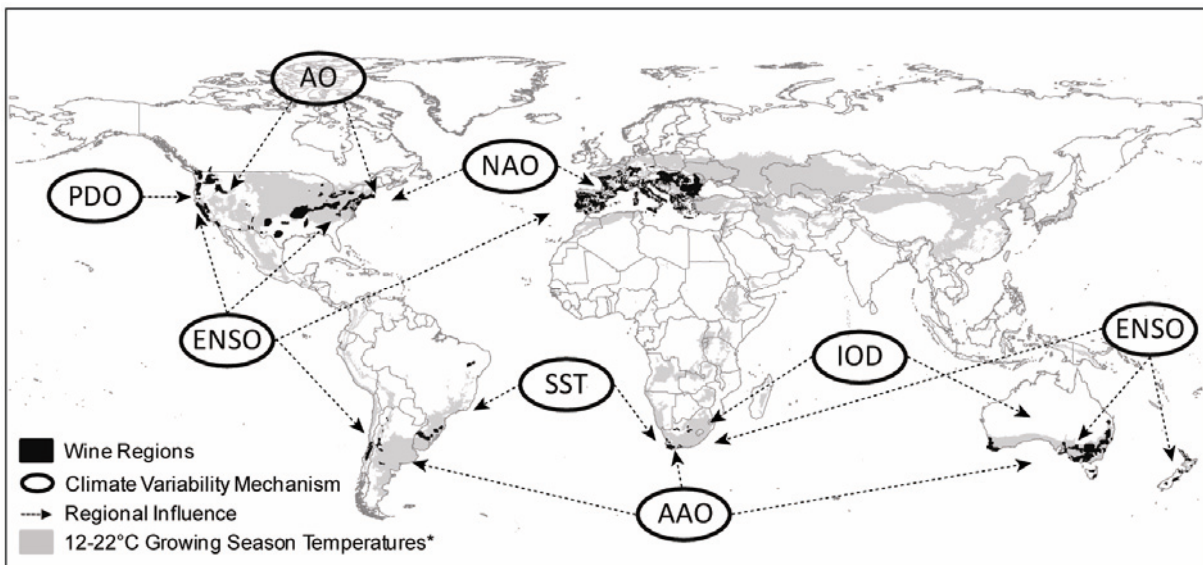 AO
NAO
PDO
ENSO
ENSO
IOD
SST
AAO
Wine Regions
Climate Variability Mechanism
Regional Influence
12-22°C Growing Season Temperatures*